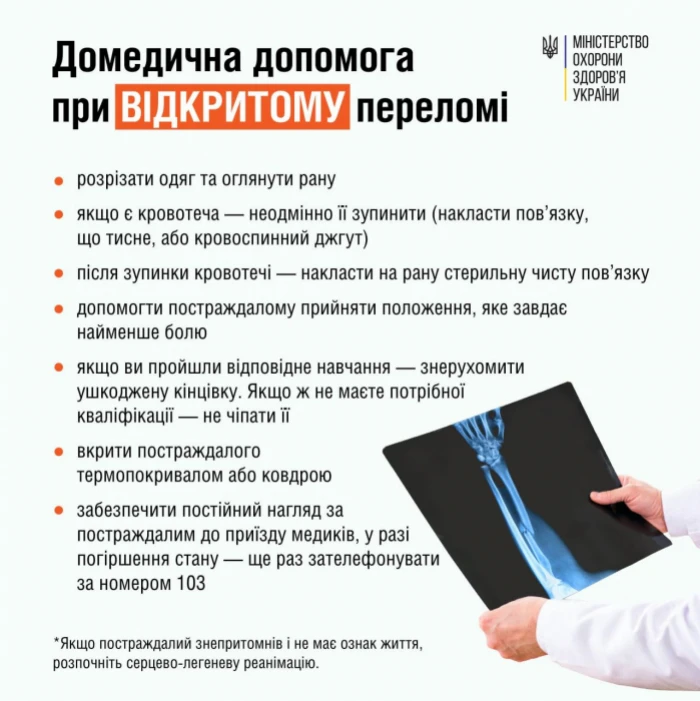 Домедична допомога
при ВІДКРИТОМУ переломі
МІНІСТЕРСТВО
ОХОРОНИ
ЗДОРОВ'Я
УКРАЇНИ
• розрізати одяг та оглянути рану
• якщо є кровотеча — неодмінно її зупинити (накласти пов'язку,
що тисне, або кровоспинний джгут)
• після зупинки кровотечі — накласти на рану стерильну чисту пов'язку
• допомогти постраждалому прийняти положення, яке завдає
найменше болю
• якщо ви пройшли відповідне навчання — знерухомити
ушкоджену кінцівку. Якщо ж не маєте потрібної
кваліфікації — не чіпати її
• вкрити постраждалого
термопокривалом або ковдрою
• забезпечити постійний нагляд за
постраждалим до приїзду медиків, у разі
погіршення стану — ще раз зателефонувати
за номером 103
*Якщо постраждалий знепритомнів і не має ознак життя,
розпочніть серцево-легеневу реанімацію.